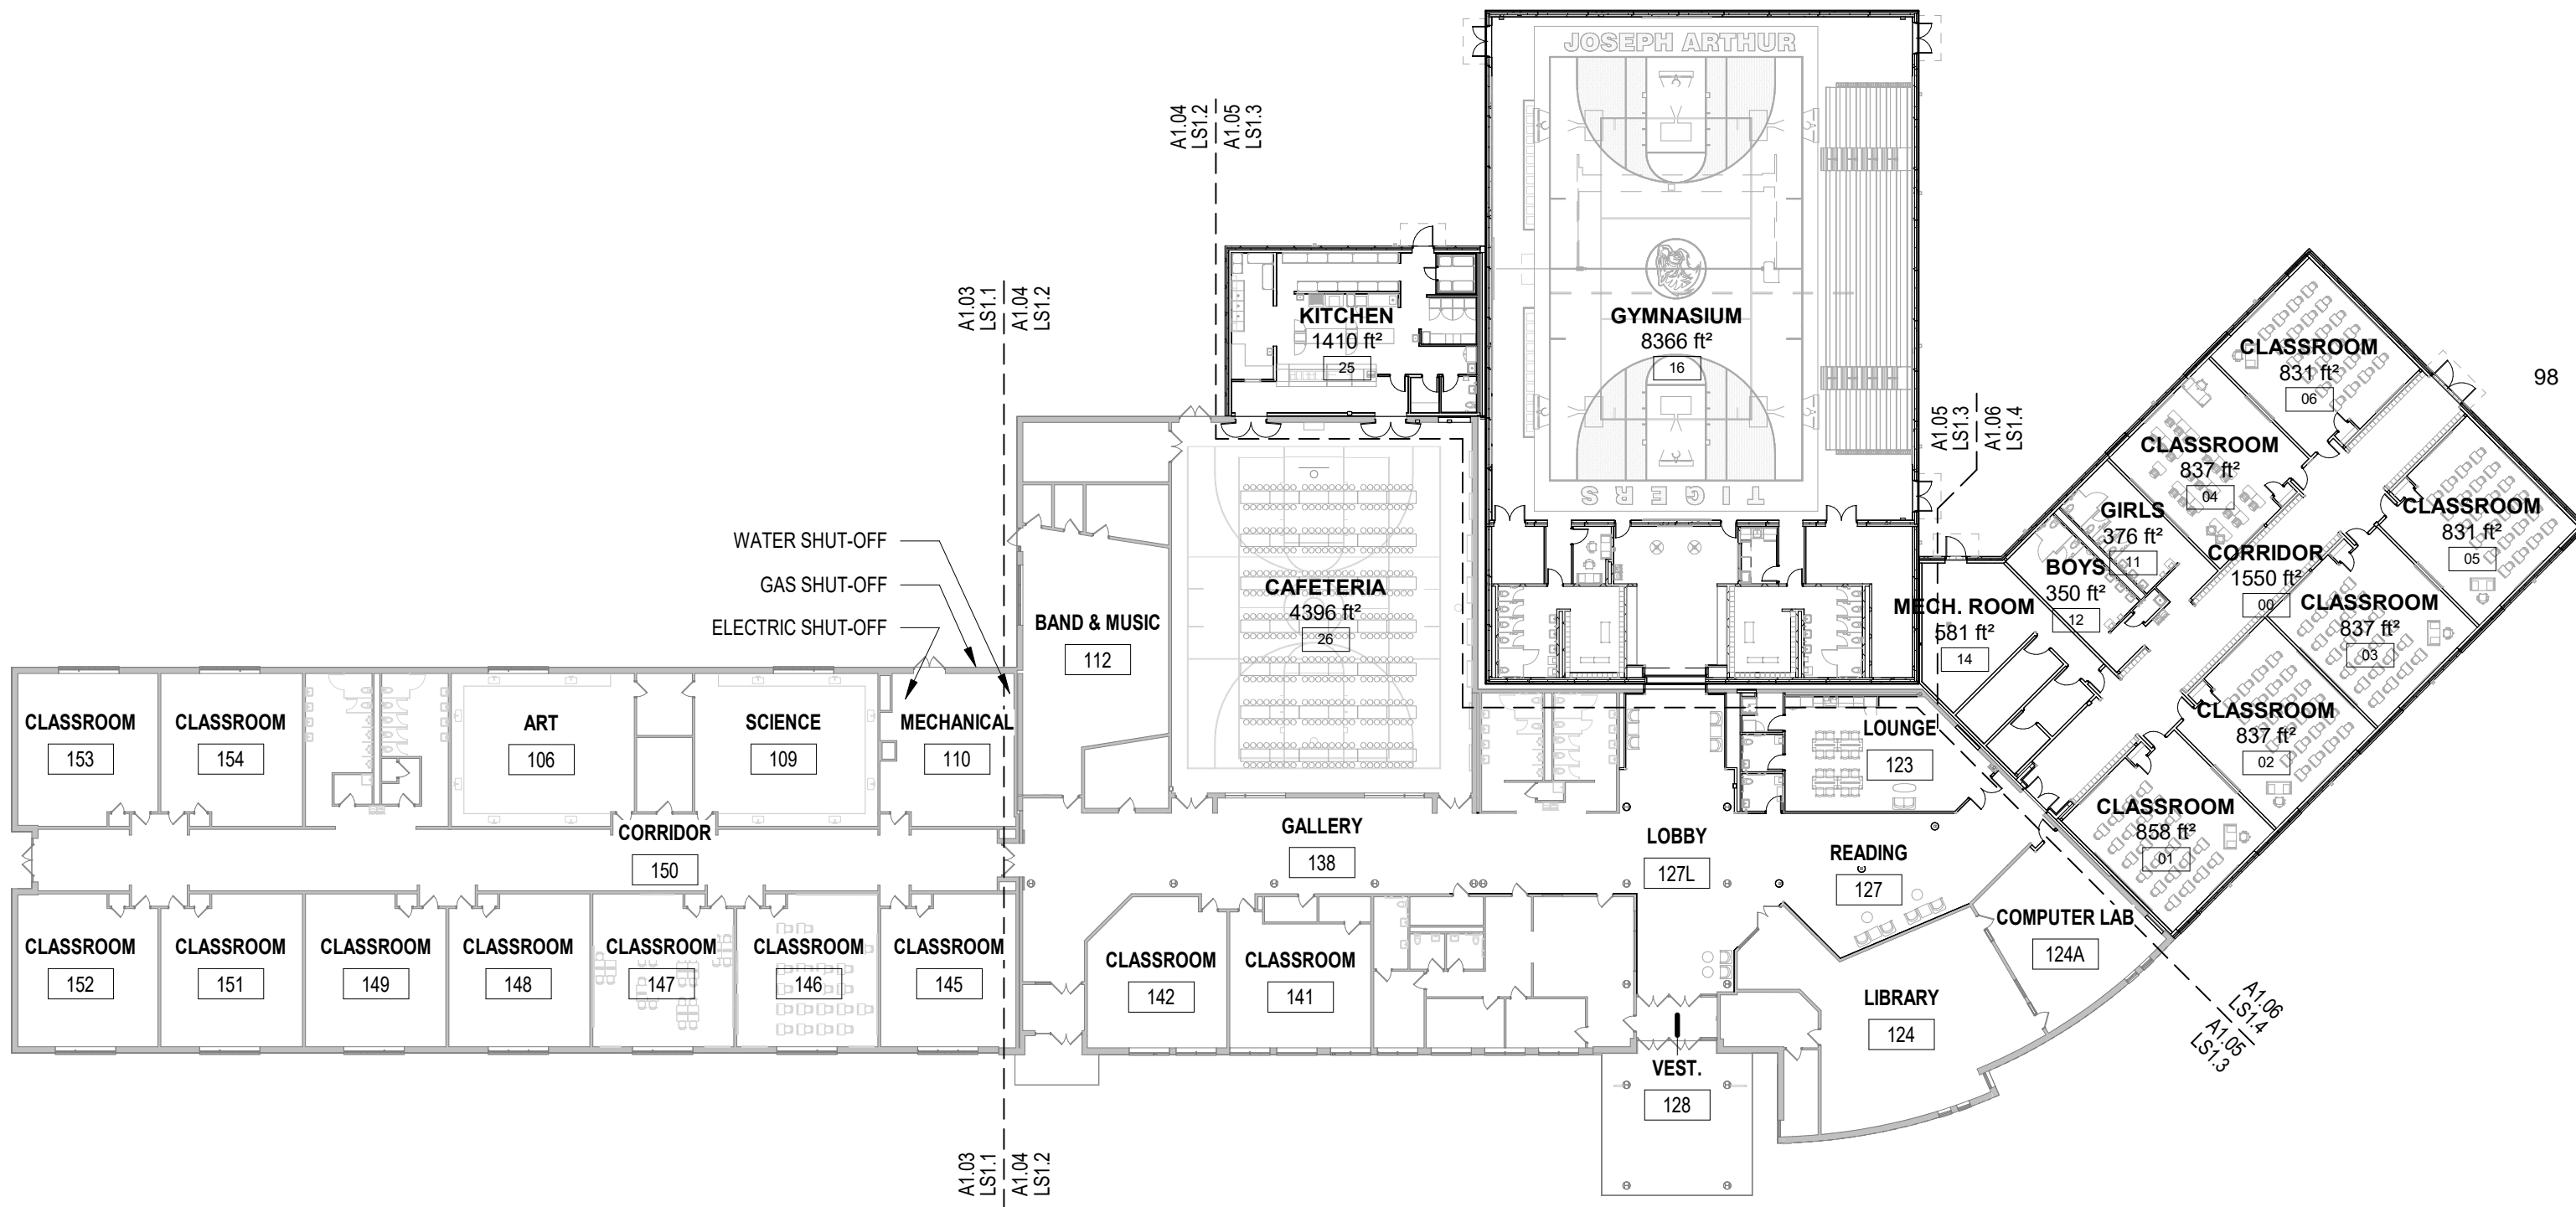 JOSEPH ARTHUR
A1.04
LS1.2
A1.05
LS1.3
A1.03
LS1.1
A1.04
LS1.2
KITCHEN
1410 ft²
25
GYMNASIUM
8366 ft²
16
TIGERS
CLASSROOM
831 ft²
06
98
A1.05
LS1.3
A1.06
LS1.4
CLASSROOM
837 ft²
04
CLASSROOM
831 ft²
05
GIRLS
376 ft²
11
CORRIDOR
1550 ft²
00
BOYS
350 ft²
12
CLASSROOM
837 ft²
03
MECH. ROOM
581 ft²
14
CLASSROOM
837 ft²
02
CLASSROOM
858 ft²
01
WATER SHUT-OFF
GAS SHUT-OFF
ELECTRIC SHUT-OFF
CAFETERIA
4396 ft²
26
BAND & MUSIC
112
CLASSROOM
153
CLASSROOM
154
ART
106
SCIENCE
109
MECHANICAL
110
LOUNGE
123
CORRIDOR
150
GALLERY
138
LOBBY
127L
READING
127
COMPUTER LAB
124A
CLASSROOM
152
CLASSROOM
151
CLASSROOM
149
CLASSROOM
148
CLASSROOM
147
CLASSROOM
146
CLASSROOM
145
CLASSROOM
142
CLASSROOM
141
LIBRARY
124
VEST.
128
A1.06
LS1.4
A1.05
LS1.3
A1.03
LS1.1
A1.04
LS1.2